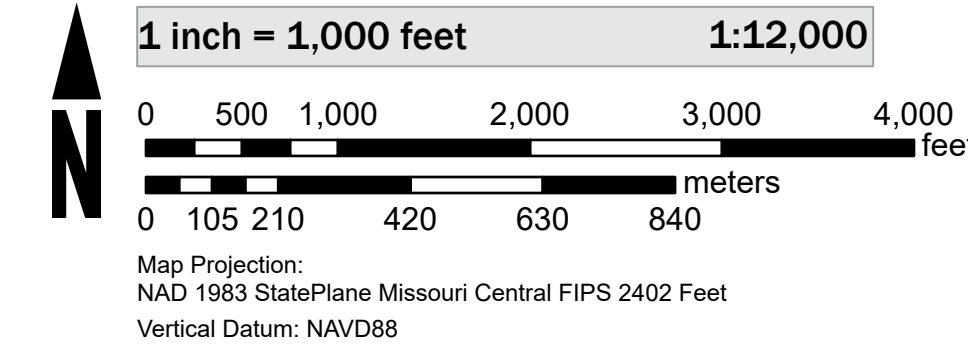 1 inch = 1,000 feet 1:12,000
0 500 1,000 2,000 3,000 4,000
feet
meters
0 105 210 420 630 840
N
Map Projection:
NAD 1983 StatePlane Missouri Central FIPS 2402 Feet
Vertical Datum: NAVD88